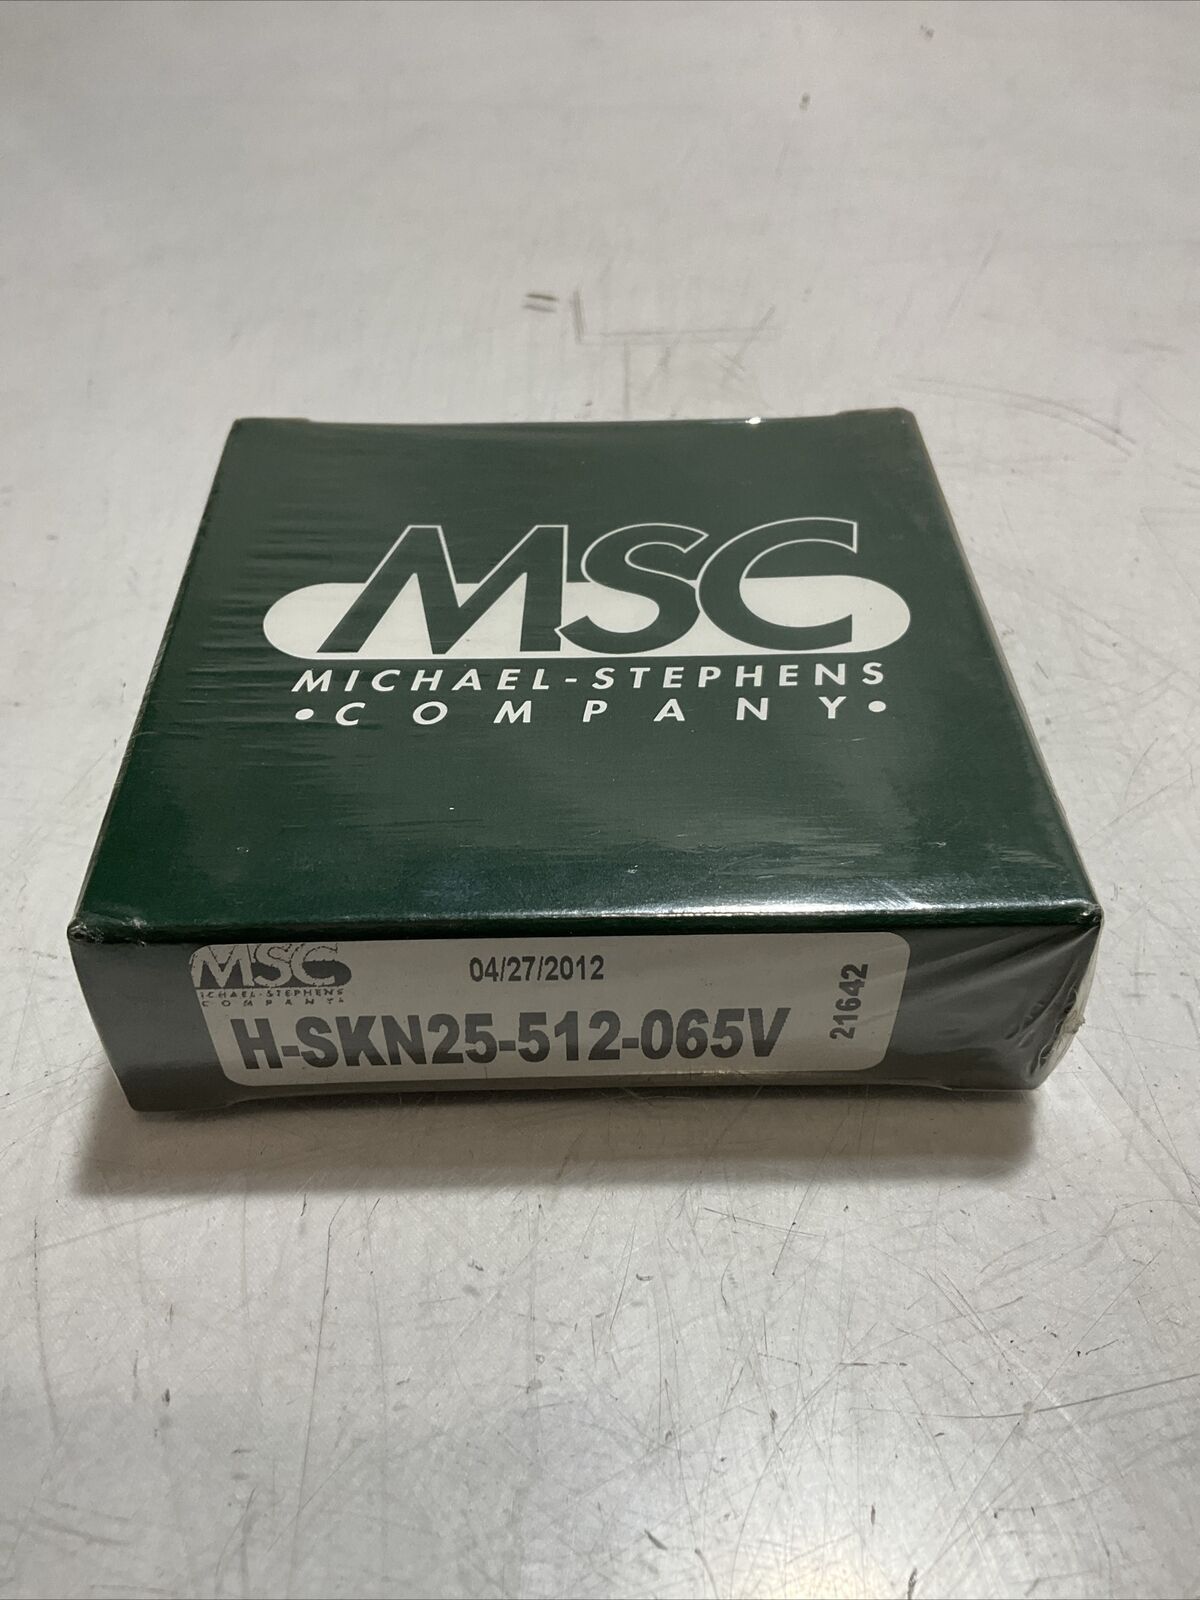 MSC
MICHAEL-STEPHENS
•COMPANY•
MSC
MICHAEL-STEPHENS
COMPANY
04/27/2012
H-SKN25-512-065V
21642